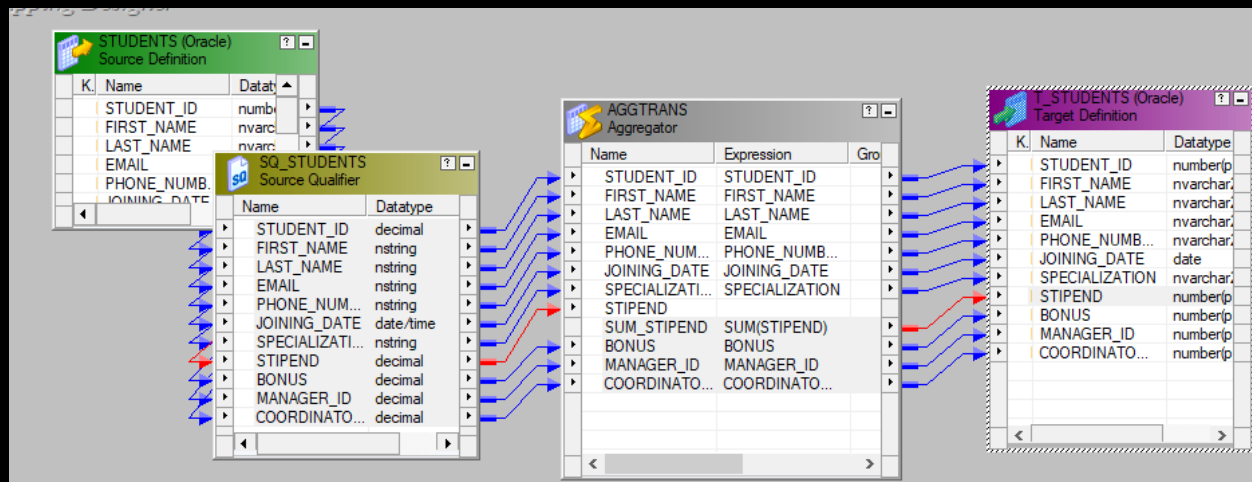 STUDENTS (Oracle)
Source Definition
K. Name Datat
STUDENT_ID numb
FIRST_NAME nvarc
LAST_NAME nvarc
EMAIL
PHONE_NUMB.
JOINING_DATE
SQ_STUDENTS
Source Qualifier
Name Datatype
STUDENT_ID decimal
FIRST_NAME nstring
LAST_NAME nstring
EMAIL nstring
PHONE_NUM... nstring
JOINING_DATE date/time
SPECIALIZATI... nstring
STIPEND decimal
BONUS decimal
MANAGER_ID decimal
COORDINATO... decimal
AGGTRANS
Aggregator
Name Expression Gro
STUDENT_ID STUDENT_ID
FIRST_NAME FIRST_NAME
LAST_NAME LAST_NAME
EMAIL EMAIL
PHONE_NUM... PHONE_NUMB...
JOINING_DATE JOINING_DATE
SPECIALIZATI... SPECIALIZATION
STIPEND
SUM_STIPEND SUM(STIPEND)
BONUS BONUS
MANAGER_ID MANAGER_ID
COORDINATO... COORDINATO...
T_STUDENTS (Oracle)
Target Definition
K. Name Datatype
STUDENT_ID number(p
FIRST_NAME nvarchar2
LAST_NAME nvarchar2
EMAIL nvarchar2
PHONE_NUMB... nvarchar2
JOINING_DATE date
SPECIALIZATION nvarchar2
STIPEND number(p
BONUS number(p
MANAGER_ID number(p
COORDINATO... number(p